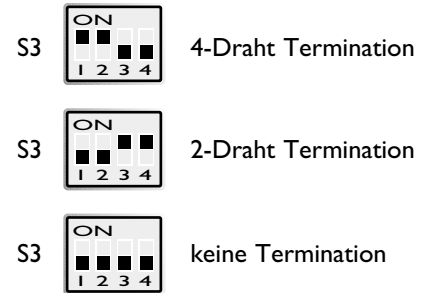 ON
S3 4-Draht Termination
1 2 3 4
ON
S3 2-Draht Termination
1 2 3 4
ON
S3 keine Termination
1 2 3 4